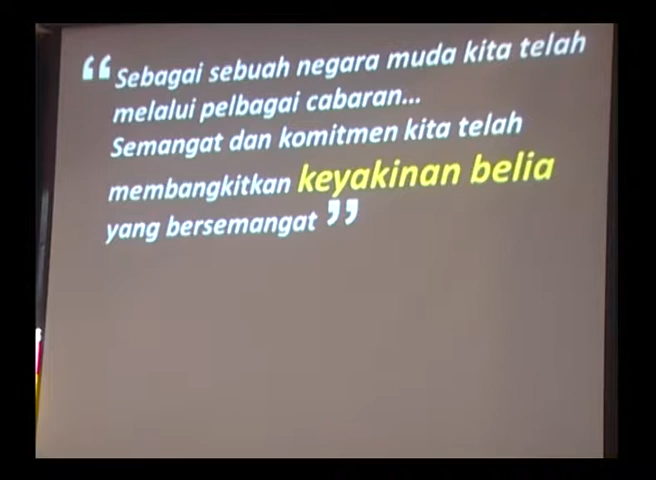 “ Sebagai sebuah negara muda kita telah
melalui pelbagai cabaran...
Semangat dan komitmen kita telah
membangkitkan keyakinan belia
yang bersemangat ”